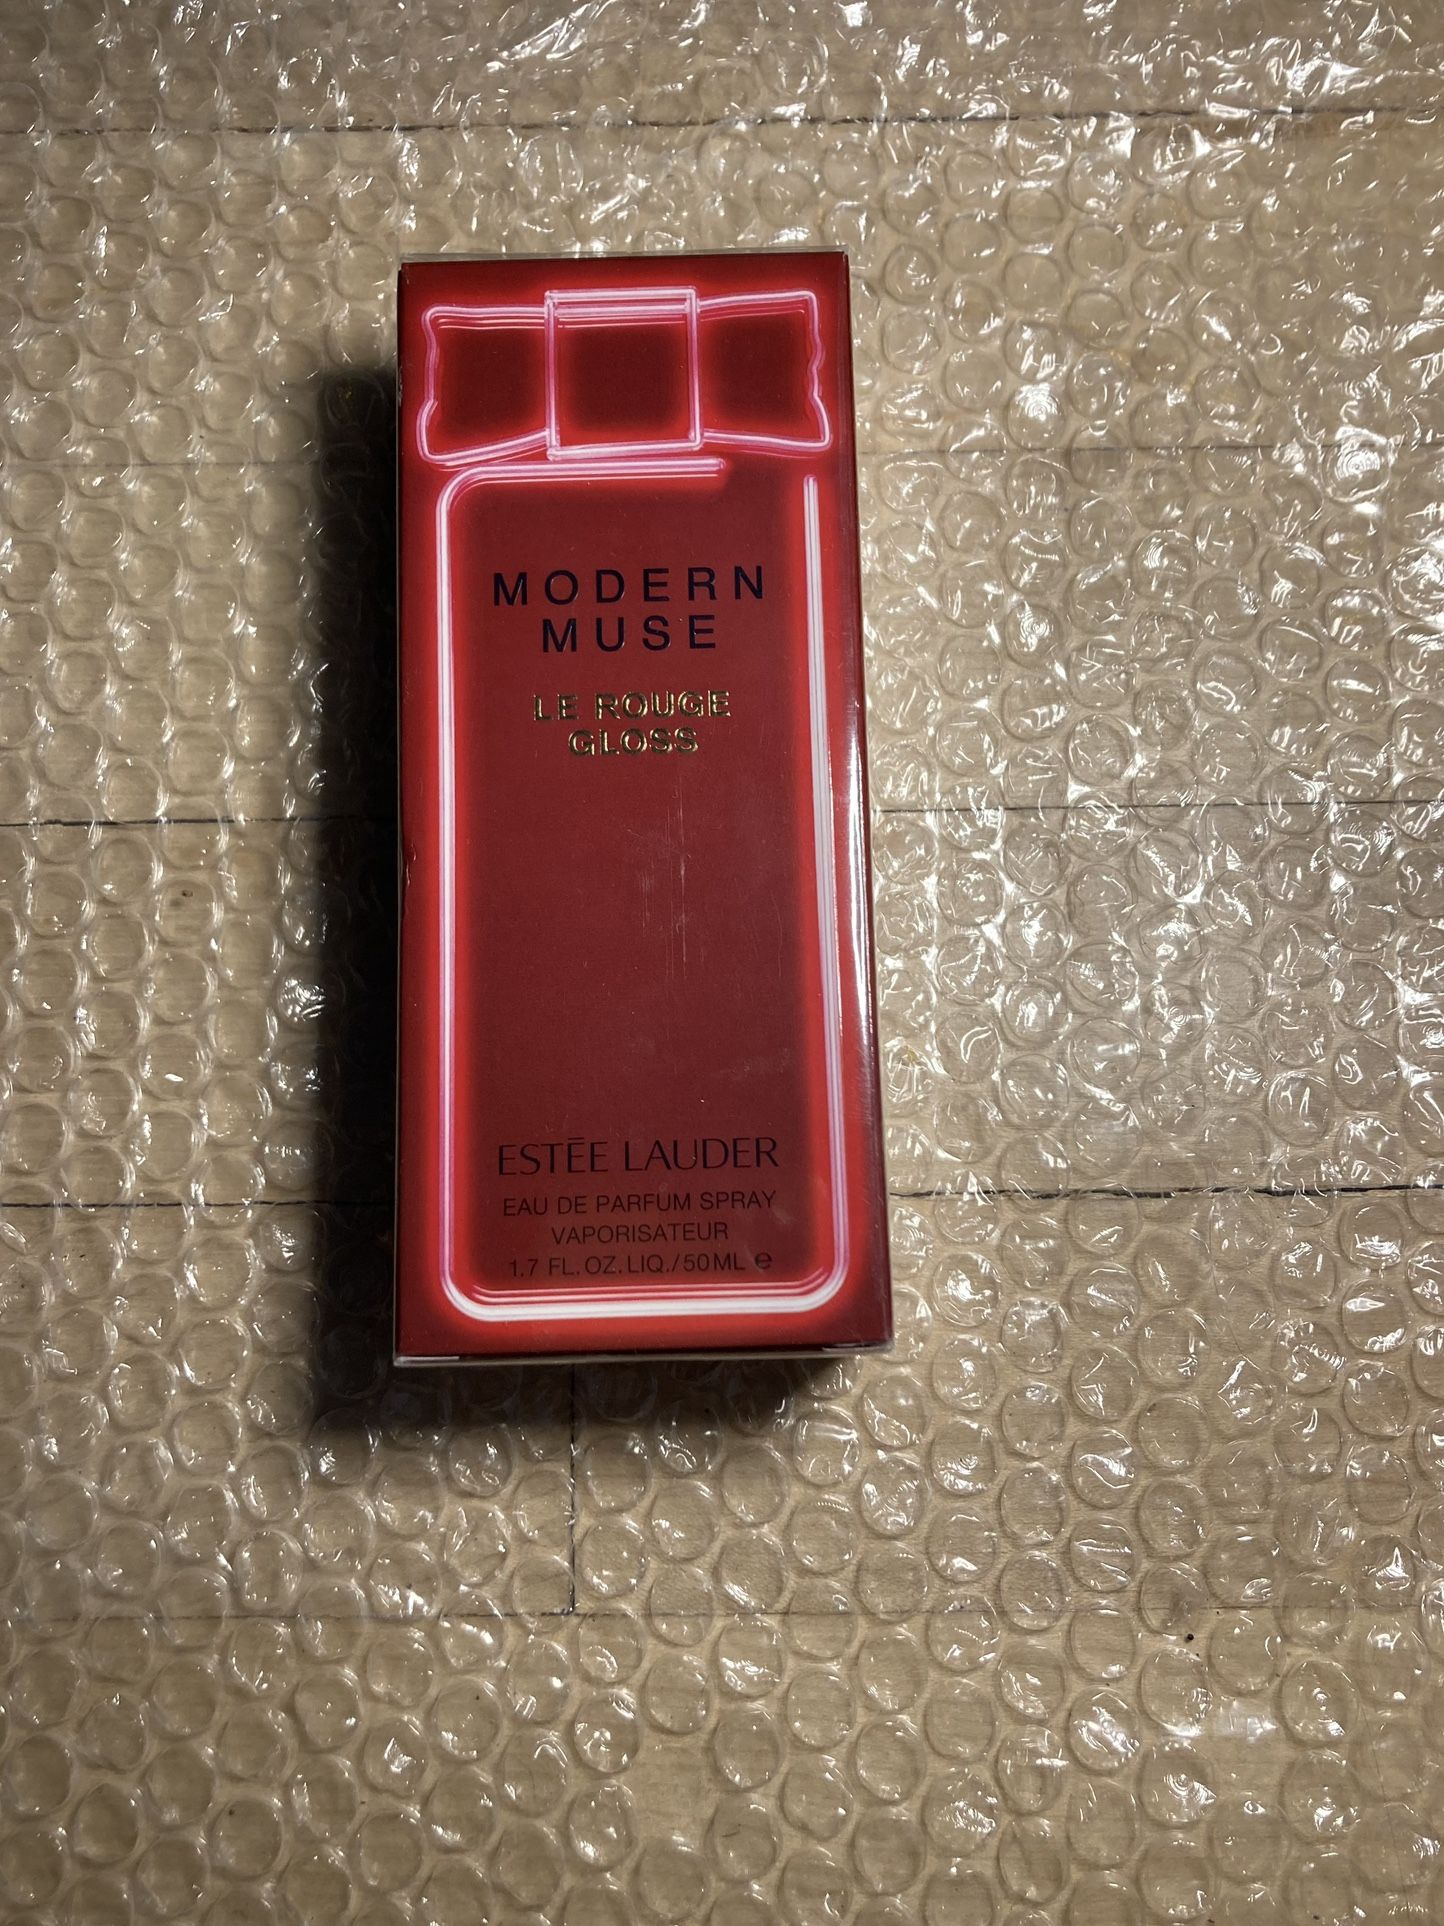 MODERN
MUSE
LE ROUGE
GLOSS
ESTĒE LAUDER
EAU DE PARFUM SPRAY
VAPORISATEUR
1.7 FL.OZ.LIQ./50ML ℮